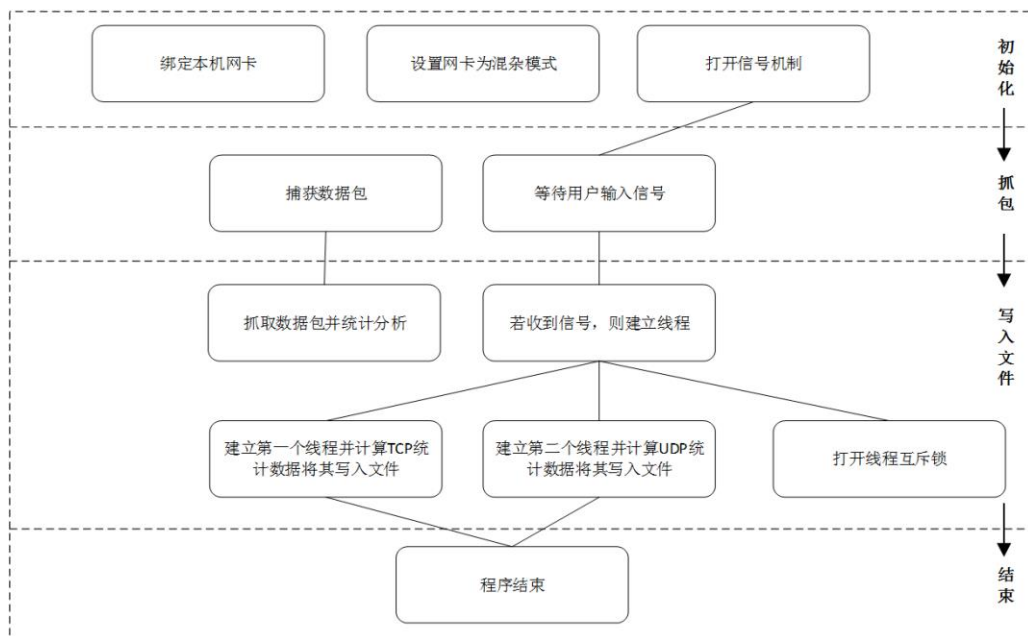 绑定本机网卡
设置网卡为混杂模式
打开信号机制
初始化
捕获数据包
等待用户输入信号
抓包
抓取数据包并统计分析
若收到信号，则建立线程
写入文件
建立第一个线程并计算TCP统
计数据将其写入文件
建立第二个线程并计算UDP统
计数据将其写入文件
打开线程互斥锁
程序结束
结束